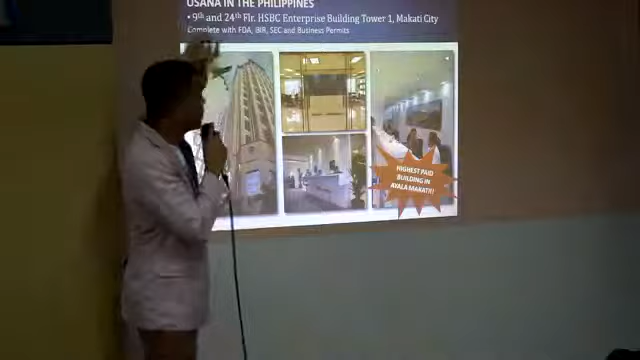 USANA IN THE PHILIPPINES
• 9th and 24th Flr. HSBC Enterprise Building Tower 1, Makati City
Complete with FDA, BIR, SEC and Business Permits
HIGHEST PAID
BUILDING IN
AYALA MAKATI!